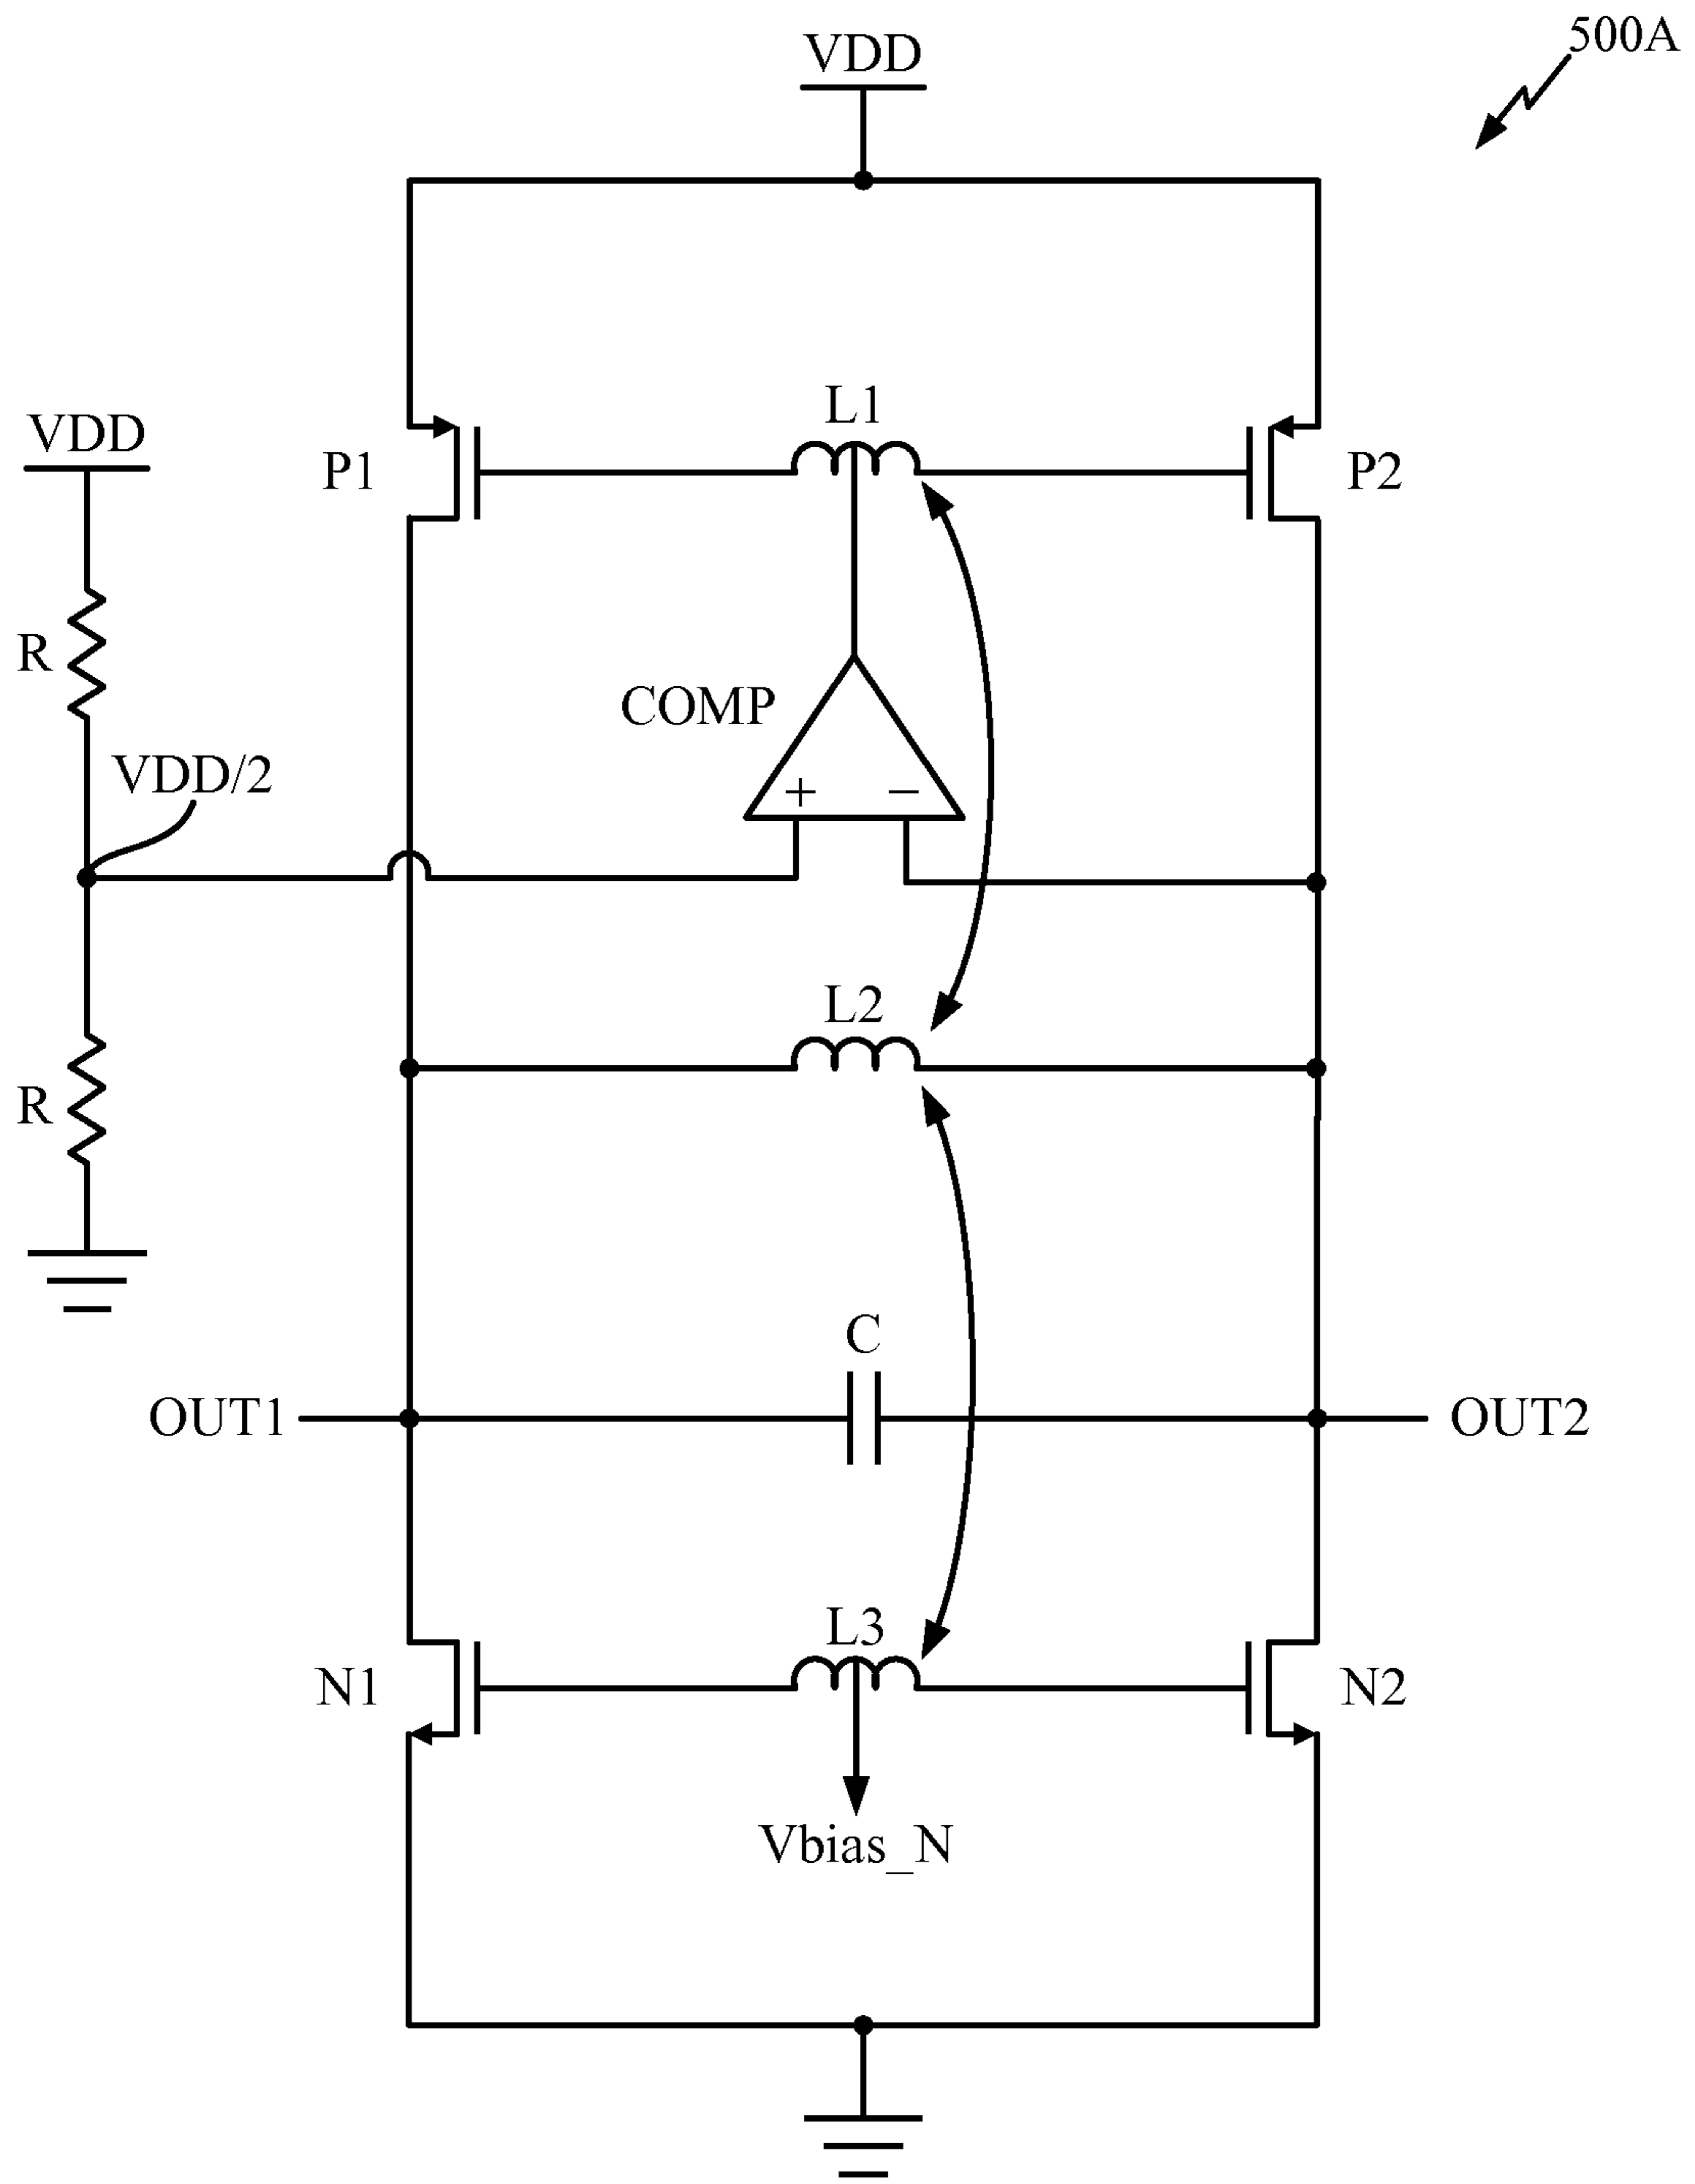 500A
VDD
L1
VDD
P1
P2
R
COMP
VDD/2
+ −
L2
R
C
OUT1
OUT2
L3
N1
N2
Vbias_N